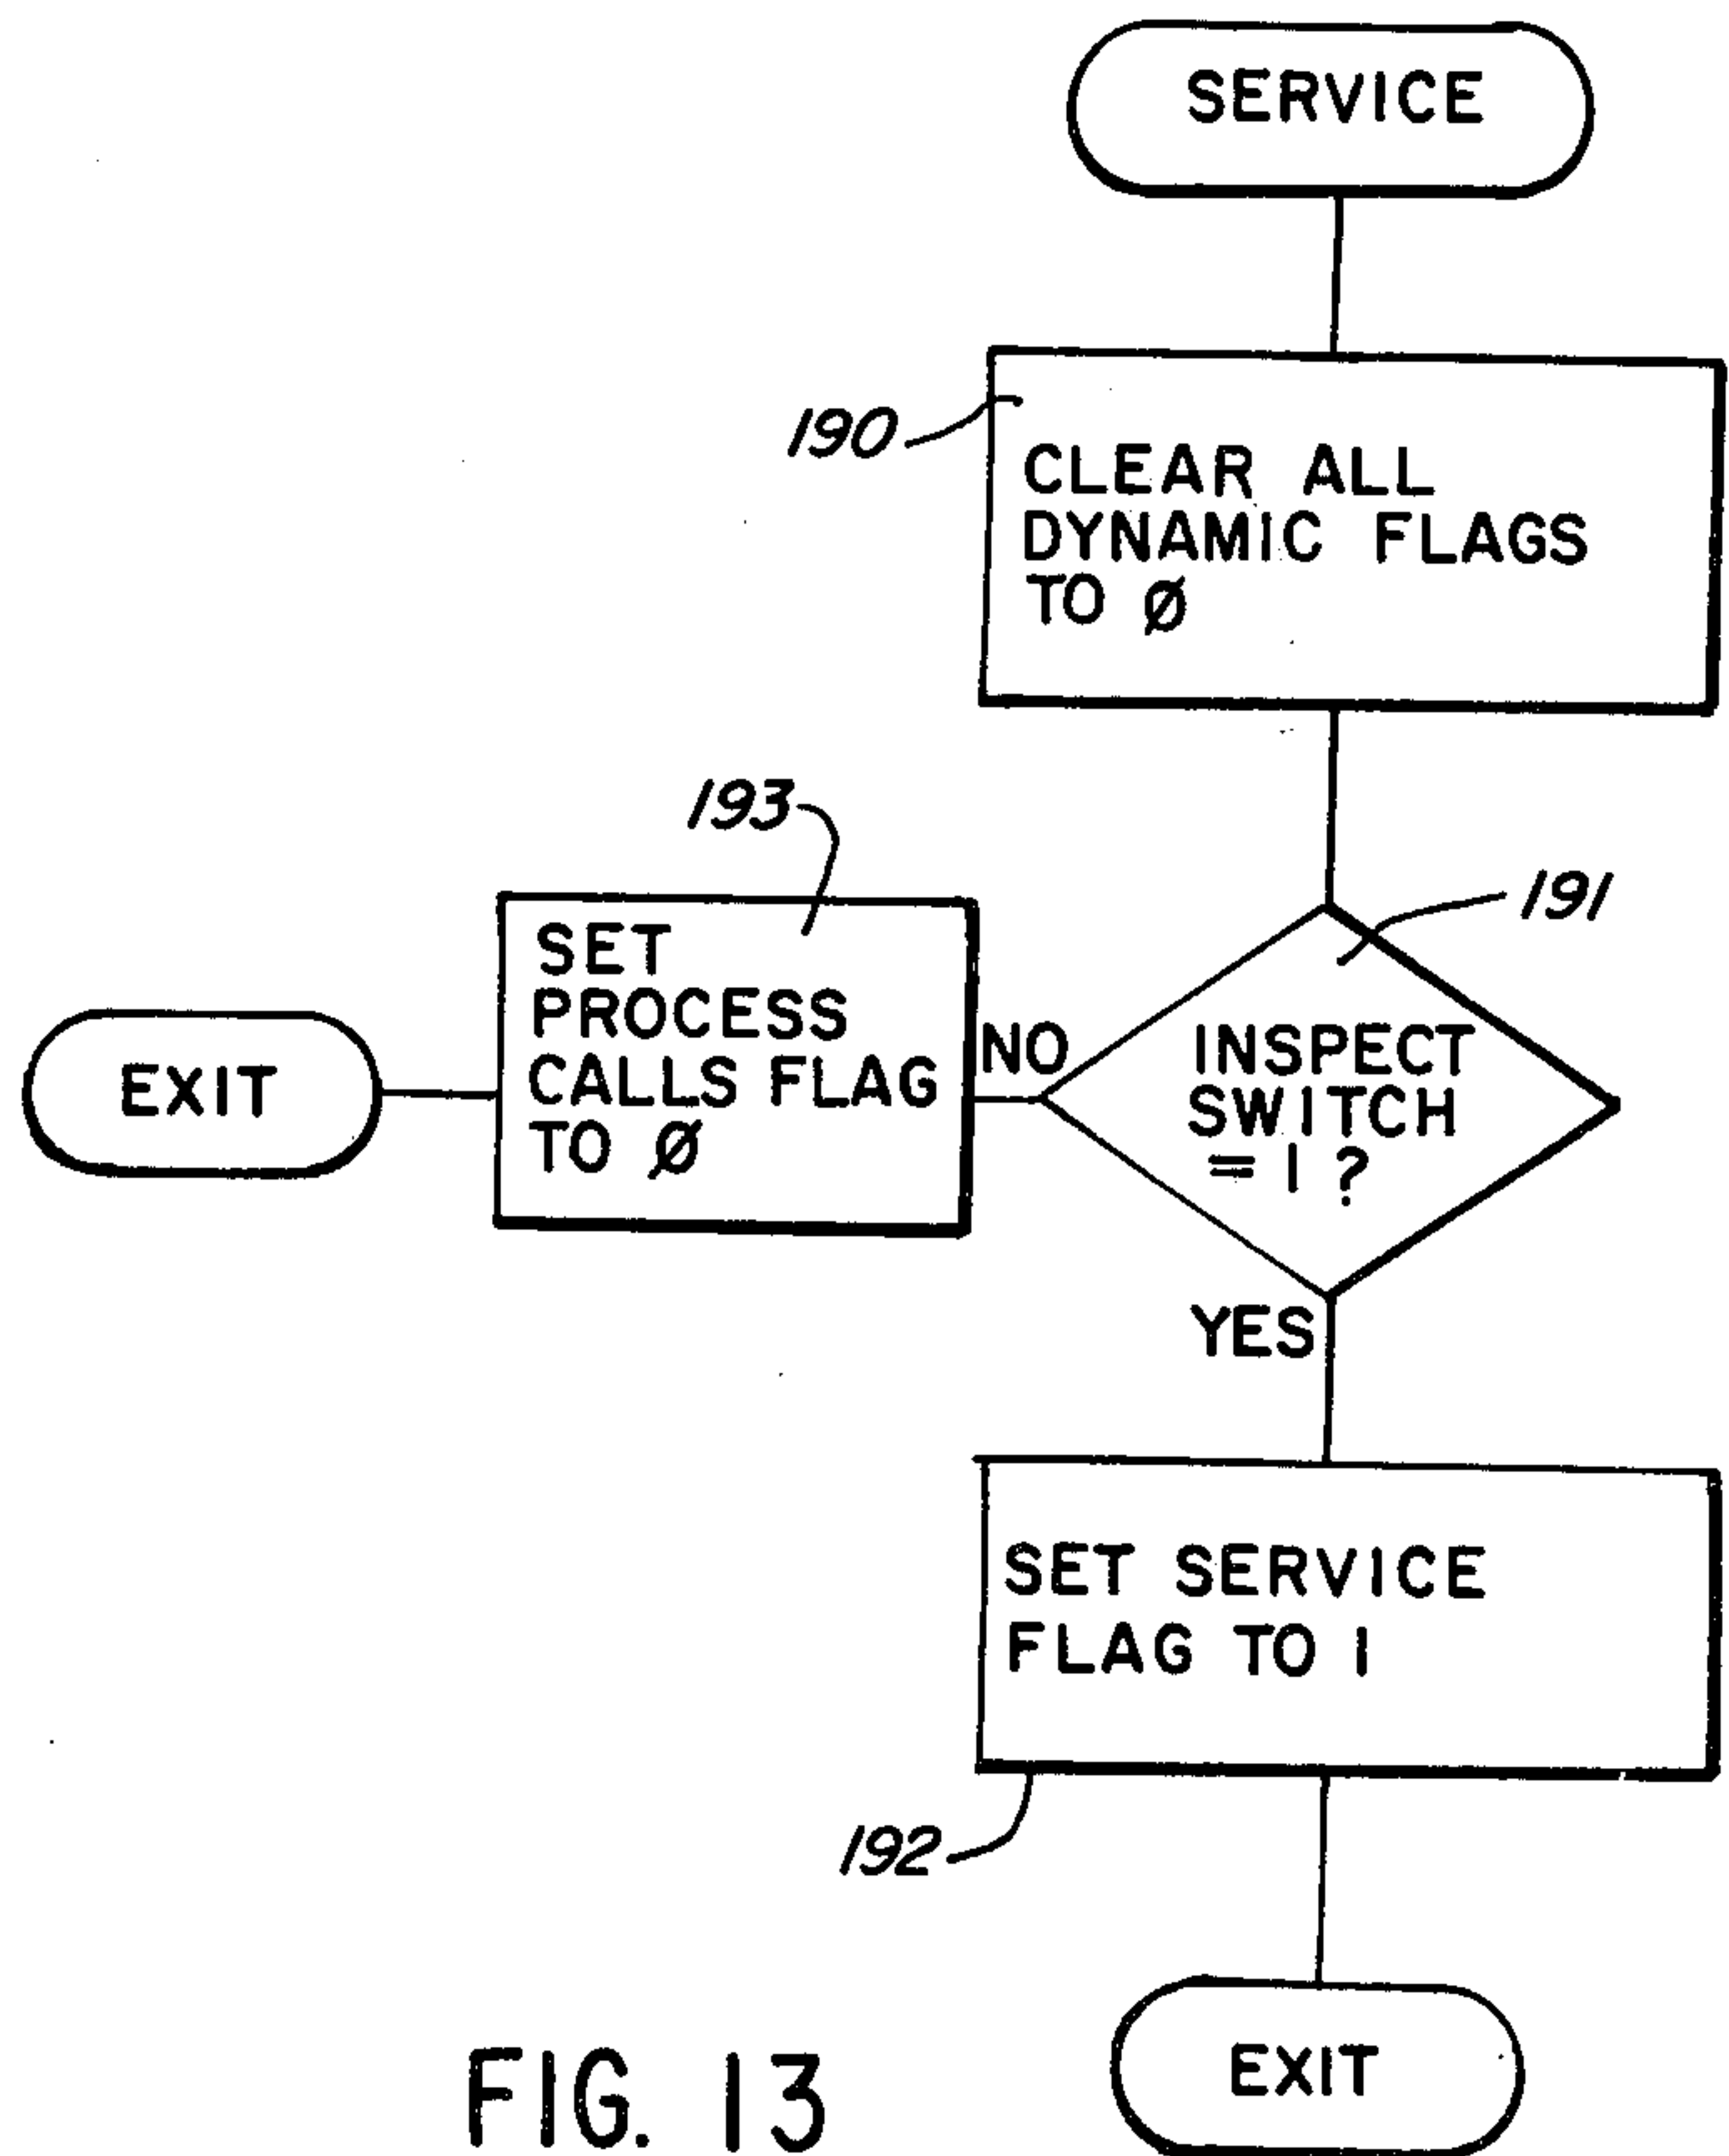 SERVICE
190
CLEAR ALL
DYNAMIC FLAGS
TO Ø
193
191
SET
PROCESS
CALLS FLAG
TO Ø
EXIT
NO
INSPECT
SWITCH
= 1 ?
YES
SET SERVICE
FLAG TO 1
192
EXIT
FIG. 13